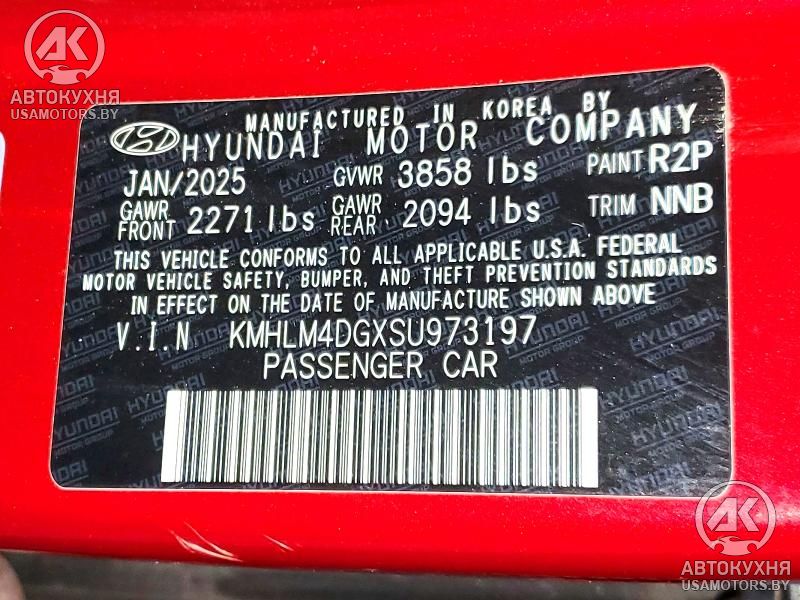 АК
АВТОКУХНЯ
USAMOTORS.BY
MANUFACTURED IN KOREA BY
HYUNDAI MOTOR COMPANY
JAN/2025 GVWR 3858 lbs PAINT R2P
GAWR FRONT 2271 lbs GAWR REAR 2094 lbs TRIM NNB
THIS VEHICLE CONFORMS TO ALL APPLICABLE U.S.A. FEDERAL
MOTOR VEHICLE SAFETY, BUMPER, AND THEFT PREVENTION STANDARDS
IN EFFECT ON THE DATE OF MANUFACTURE SHOWN ABOVE
V.I.N KMHLM4DGXSU973197
PASSENGER CAR
АК
АВТОКУХНЯ
USAMOTORS.BY